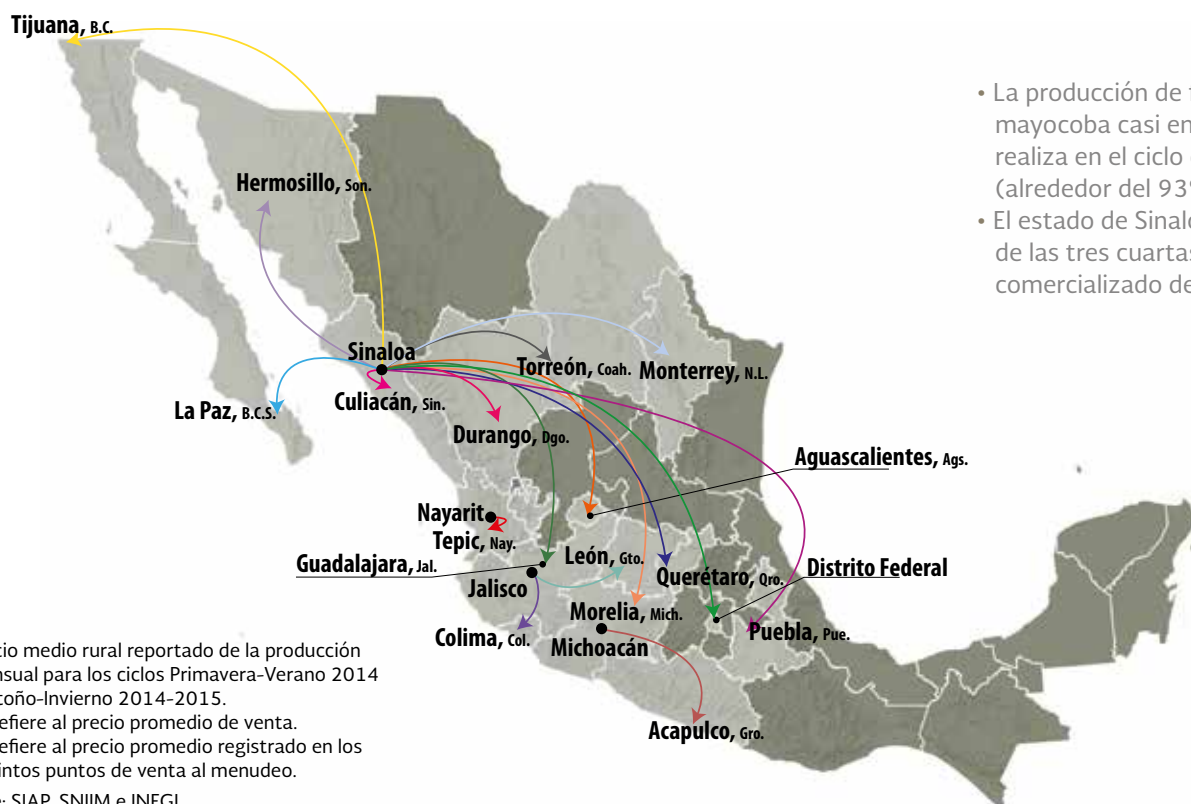 Tijuana, B.C.
• La producción de
mayocoba casi en
realiza en el ciclo
(alrededor del 93
• El estado de Sinal
de las tres cuartas
comercializado de
Hermosillo, Son.
Sinaloa
Torreón, Coah.
Monterrey, N.L.
Culiacán, Sin.
La Paz, B.C.S.
Durango, Dgo.
Aguascalientes, Ags.
Nayarit
Tepic, Nay.
Guadalajara, Jal.
León, Gto.
Querétaro, Qro.
Distrito Federal
Jalisco
Morelia, Mich.
Colima, Col.
Michoacán
Puebla, Pue.
Acapulco, Gro.
cio medio rural reportado de la producción
nsual para los ciclos Primavera-Verano 2014
toño-Invierno 2014-2015.
efiere al precio promedio de venta.
efiere al precio promedio registrado en los
intos puntos de venta al menudeo.
SIAP, SNIIM e INEGI